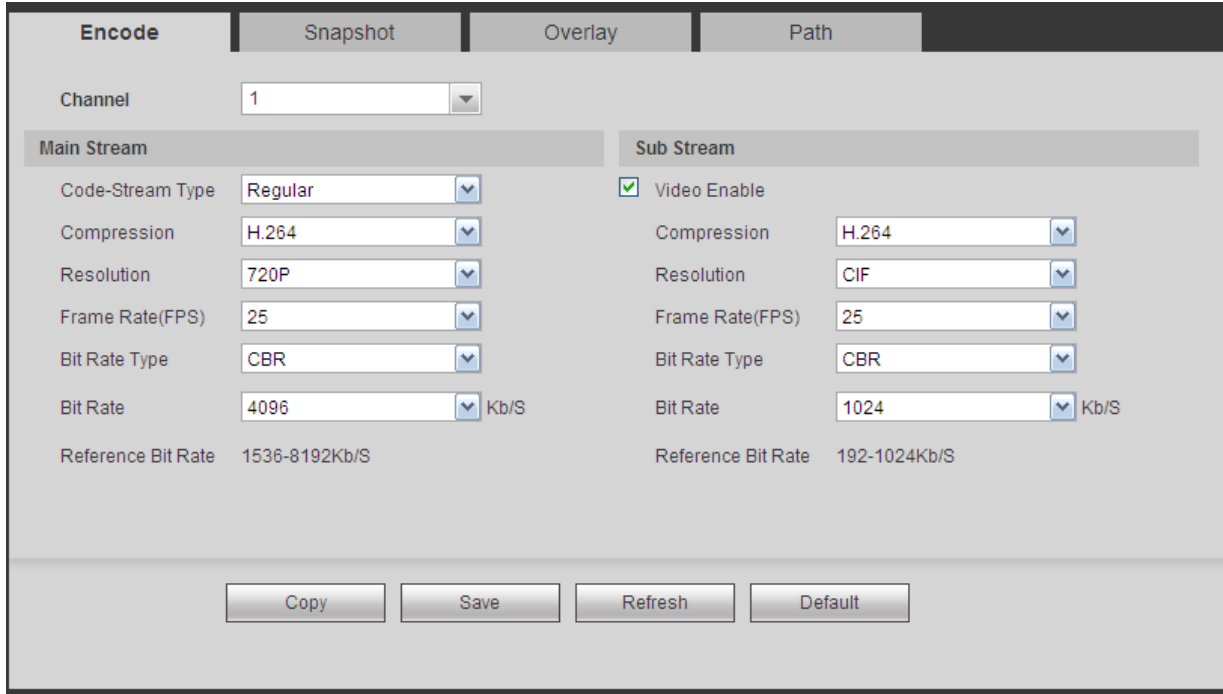 Encode Snapshot Overlay Path
Channel 1
Main Stream Sub Stream
Code-Stream Type Regular Video Enable
Compression H.264 Compression H.264
Resolution 720P Resolution CIF
Frame Rate(FPS) 25 Frame Rate(FPS) 25
Bit Rate Type CBR Bit Rate Type CBR
Bit Rate 4096 Kb/S Bit Rate 1024 Kb/S
Reference Bit Rate 1536-8192Kb/S Reference Bit Rate 192-1024Kb/S
Copy Save Refresh Default